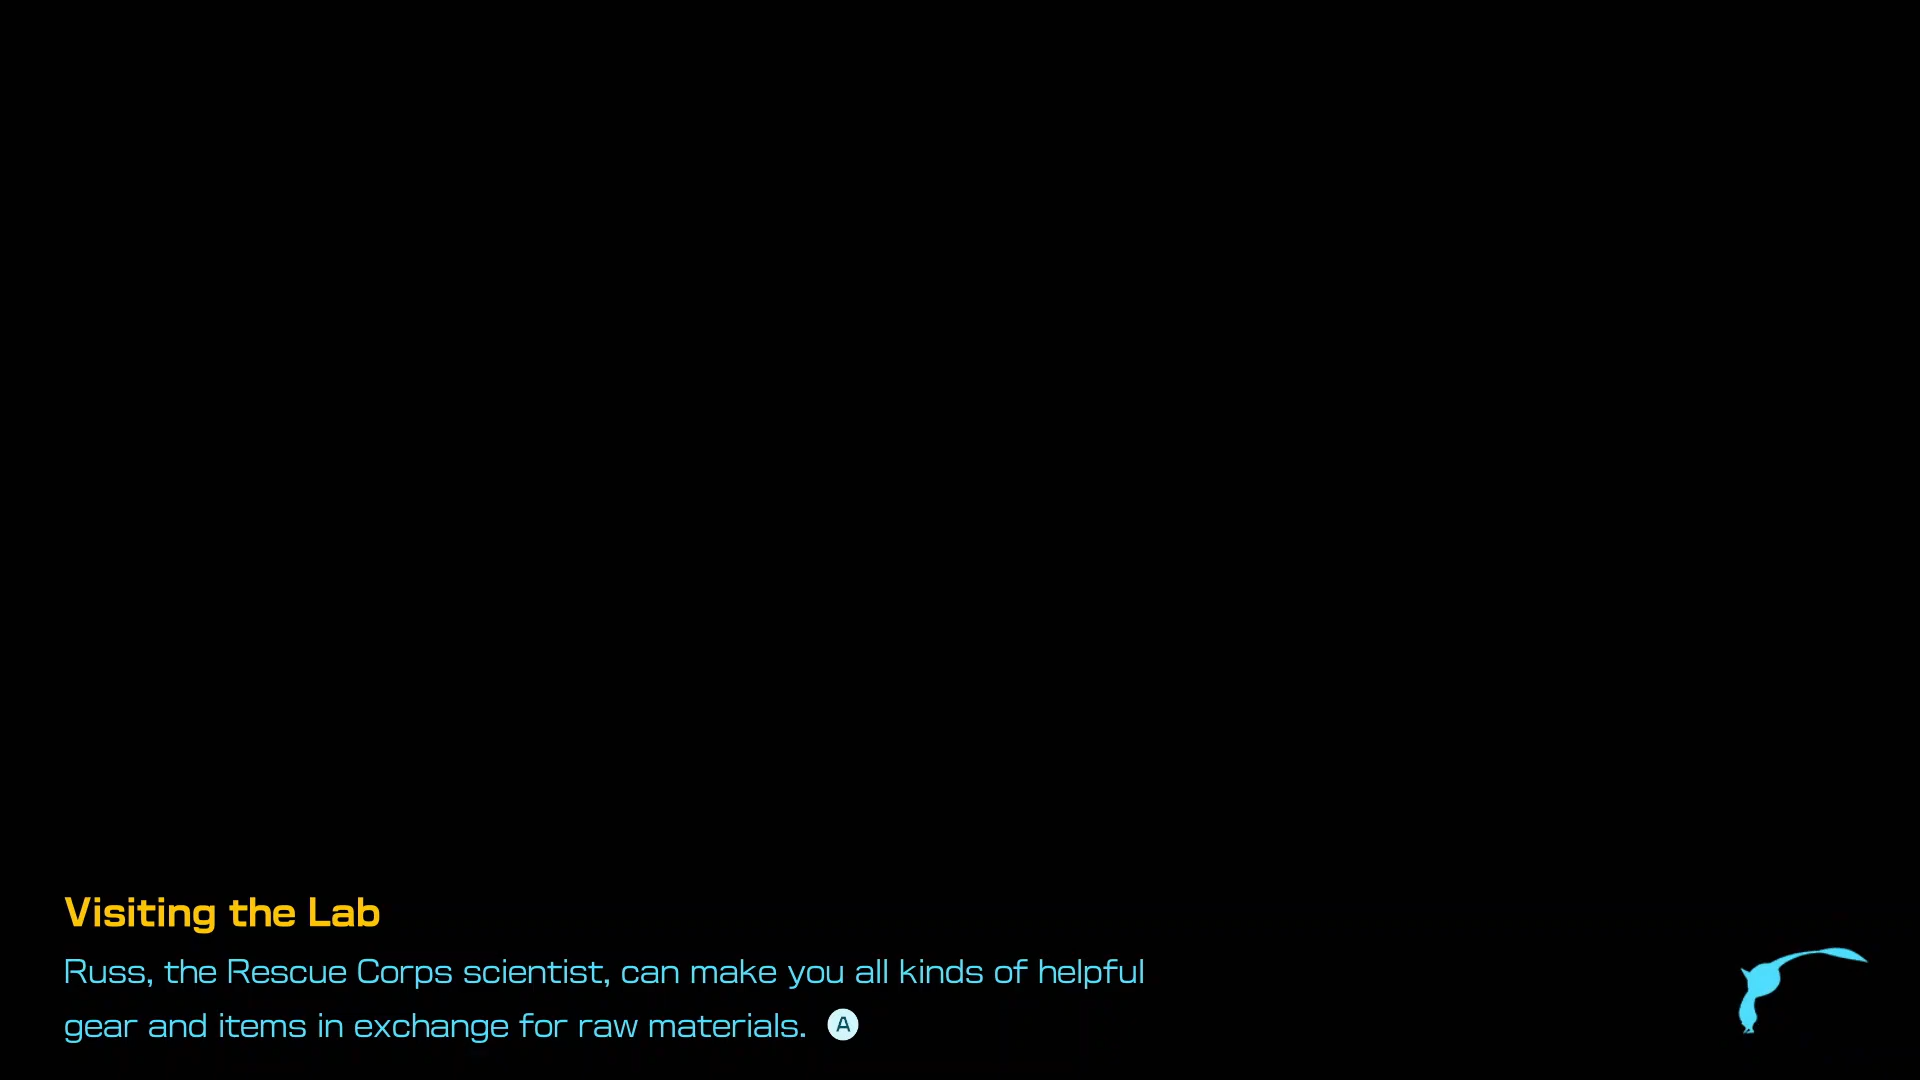 Visiting the Lab
Russ, the Rescue Corps scientist, can make you all kinds of helpful
gear and items in exchange for raw materials. A